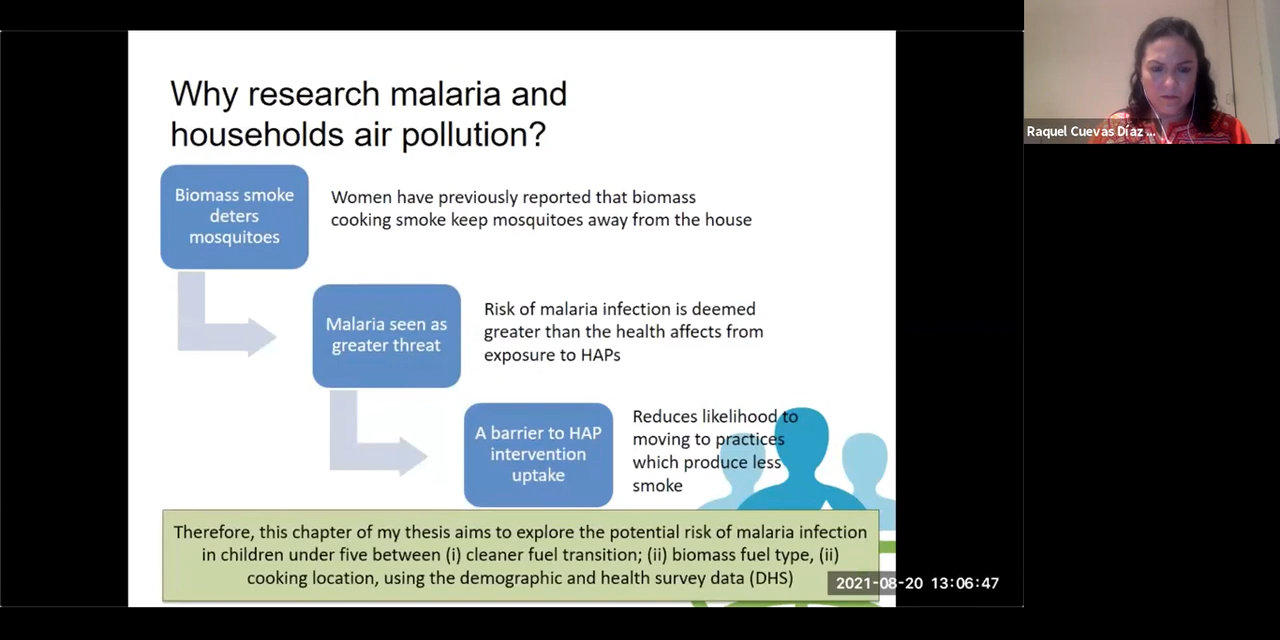 Why research malaria and
households air pollution?
Biomass smoke
deters
mosquitoes
Women have previously reported that biomass
cooking smoke keep mosquitoes away from the house
Malaria seen as
greater threat
Risk of malaria infection is deemed
greater than the health affects from
exposure to HAPs
A barrier to HAP
intervention
uptake
Reduces likelihood to
moving to practices
which produce less
smoke
Therefore, this chapter of my thesis aims to explore the potential risk of malaria infection
in children under five between (i) cleaner fuel transition; (ii) biomass fuel type, (ii)
cooking location, using the demographic and health survey data (DHS)
2021-08-20 13:06:47
Raquel Cuevas Díaz ...